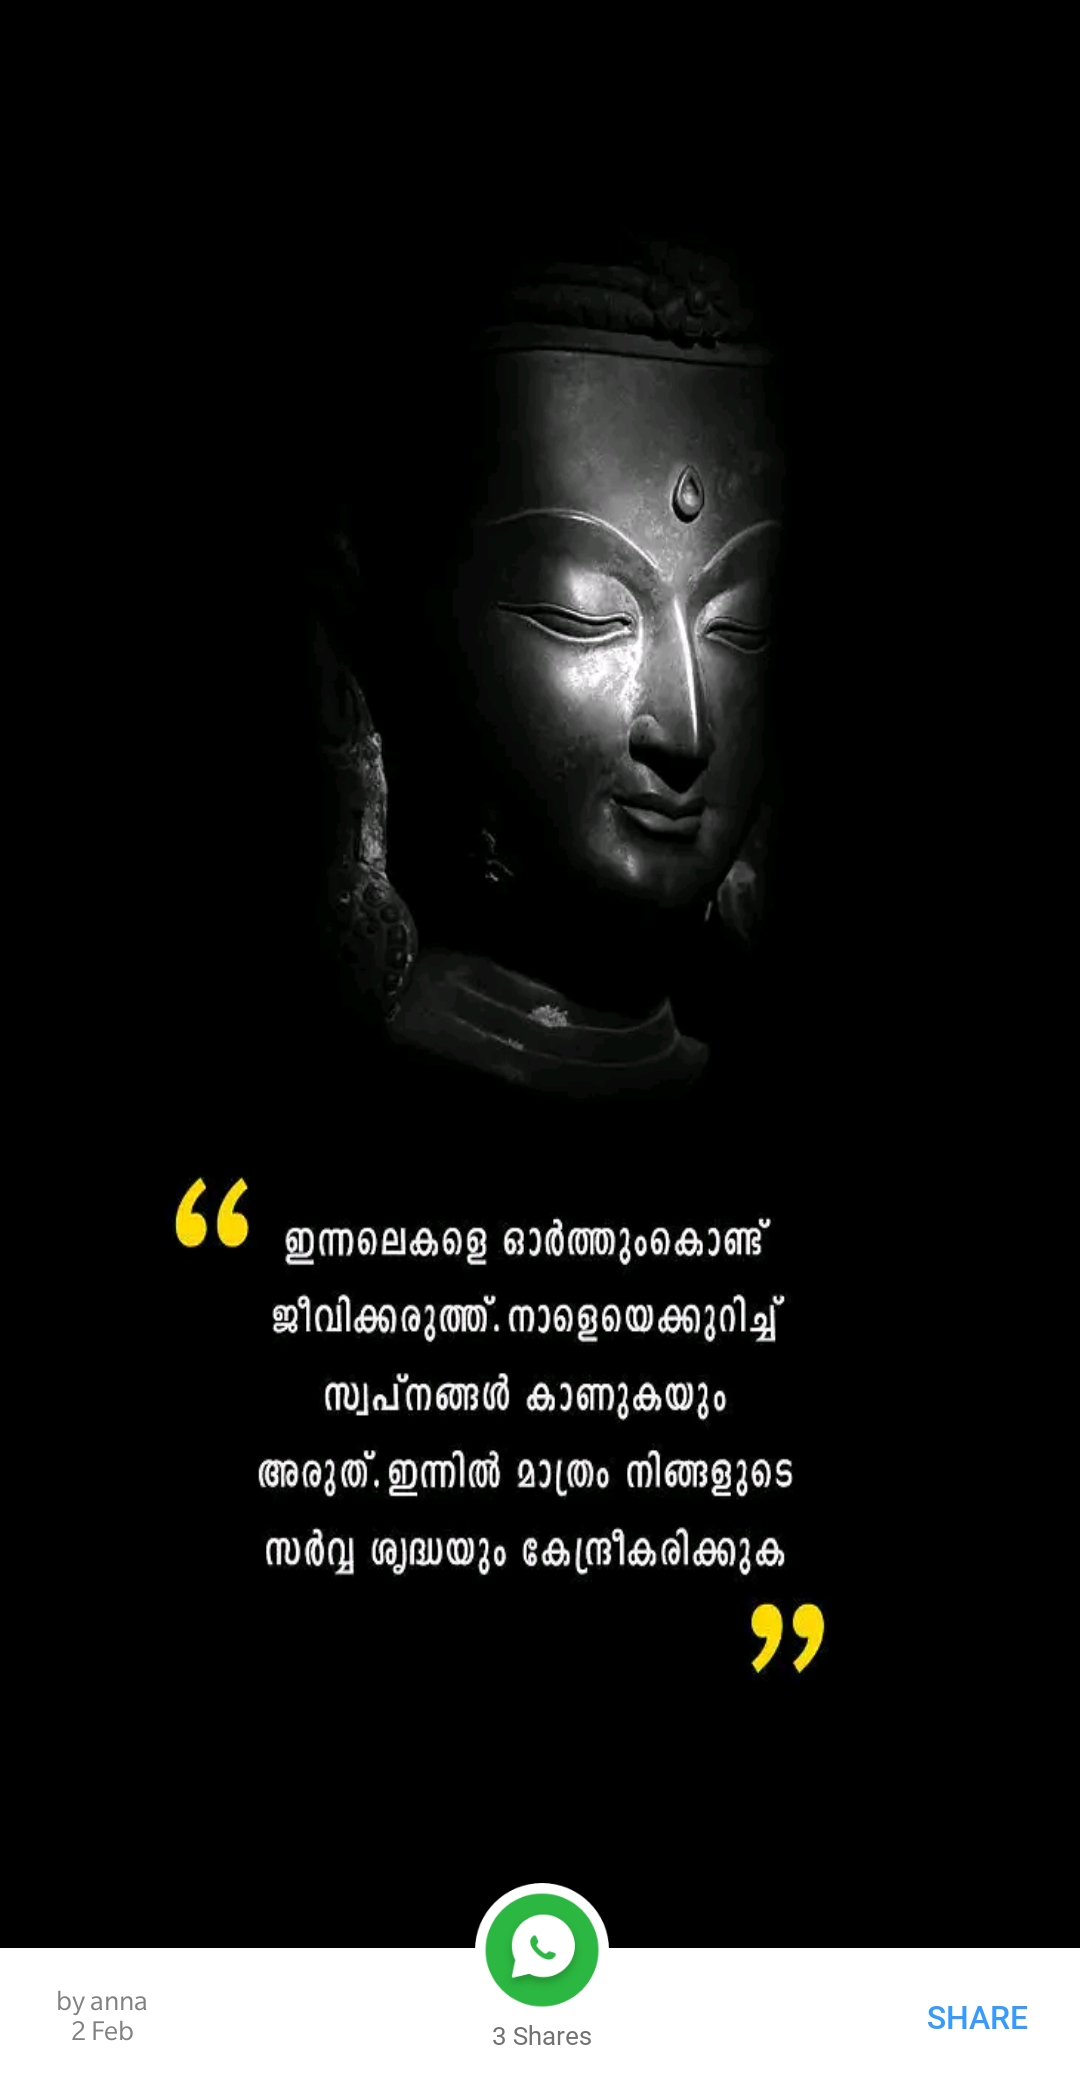 “ ഇന്നലെകളെ ഓർത്തുംകൊണ്ട്
ജീവിക്കരുത്ത്.നാളെയെക്കുറിച്ച്
സ്വപ്നങ്ങൾ കാണുകയും
അരുത്.ഇന്നിൽ മാത്രം നിങ്ങളുടെ
സർവ്വ ശൃദ്ധയും കേന്ദ്രീകരിക്കുക
”
by anna
2 Feb
3 Shares
SHARE